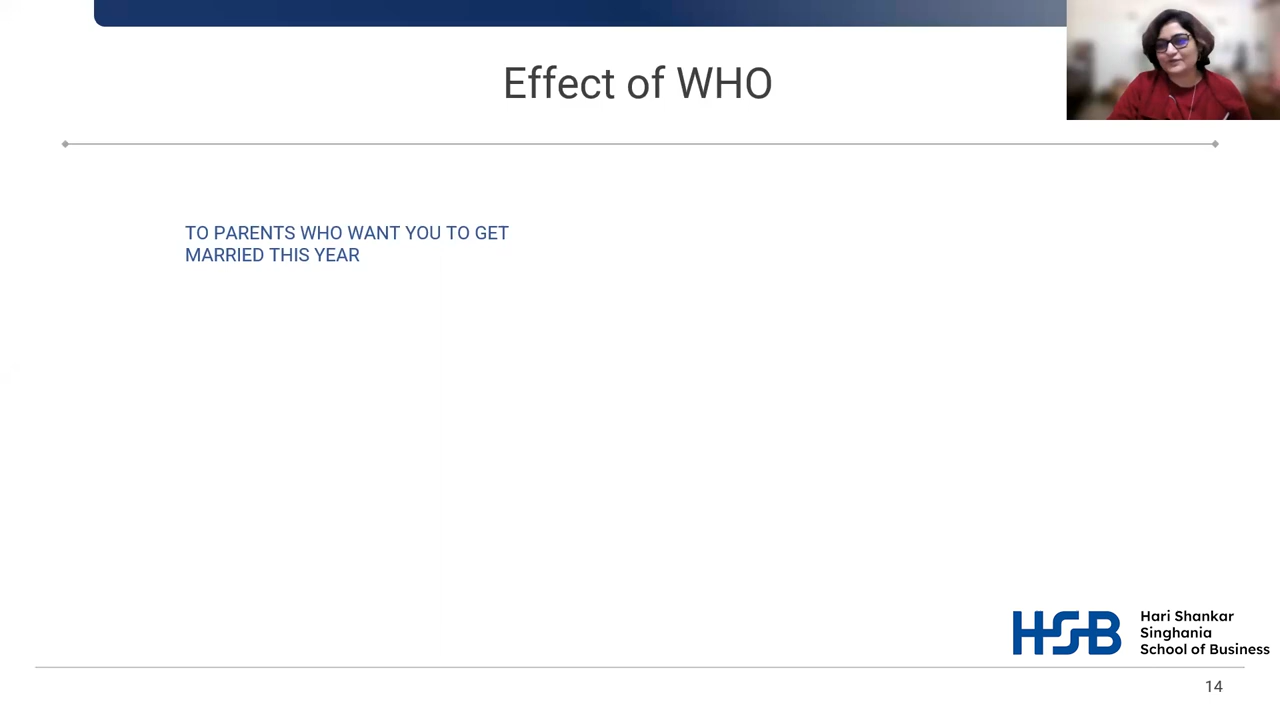 Effect of WHO
TO PARENTS WHO WANT YOU TO GET
MARRIED THIS YEAR
HSB
Hari Shankar
Singhania
School of Business
14